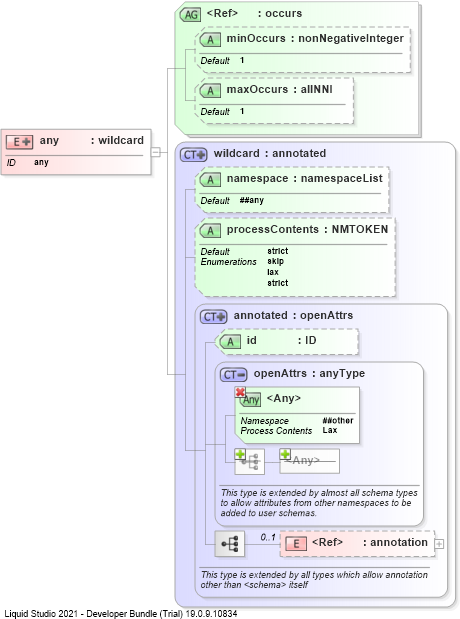 AG <Ref> : occurs
A minOccurs : nonNegativeInteger
Default 1
A maxOccurs : allNNI
Default 1
E any : wildcard
ID any
CT wildcard : annotated
A namespace : namespaceList
Default ##any
A processContents : NMTOKEN
Default strict
Enumerations skip
lax
strict
CT annotated : openAttrs
A id : ID
CT openAttrs : anyType
Any <Any>
Namespace ##other
Process Contents Lax
<Any>
This type is extended by almost all schema types
to allow attributes from other namespaces to be
added to user schemas.
0..1 E <Ref> : annotation
This type is extended by all types which allow annotation
other than <schema> itself
Liquid Studio 2021 - Developer Bundle (Trial) 19.0.9.10834